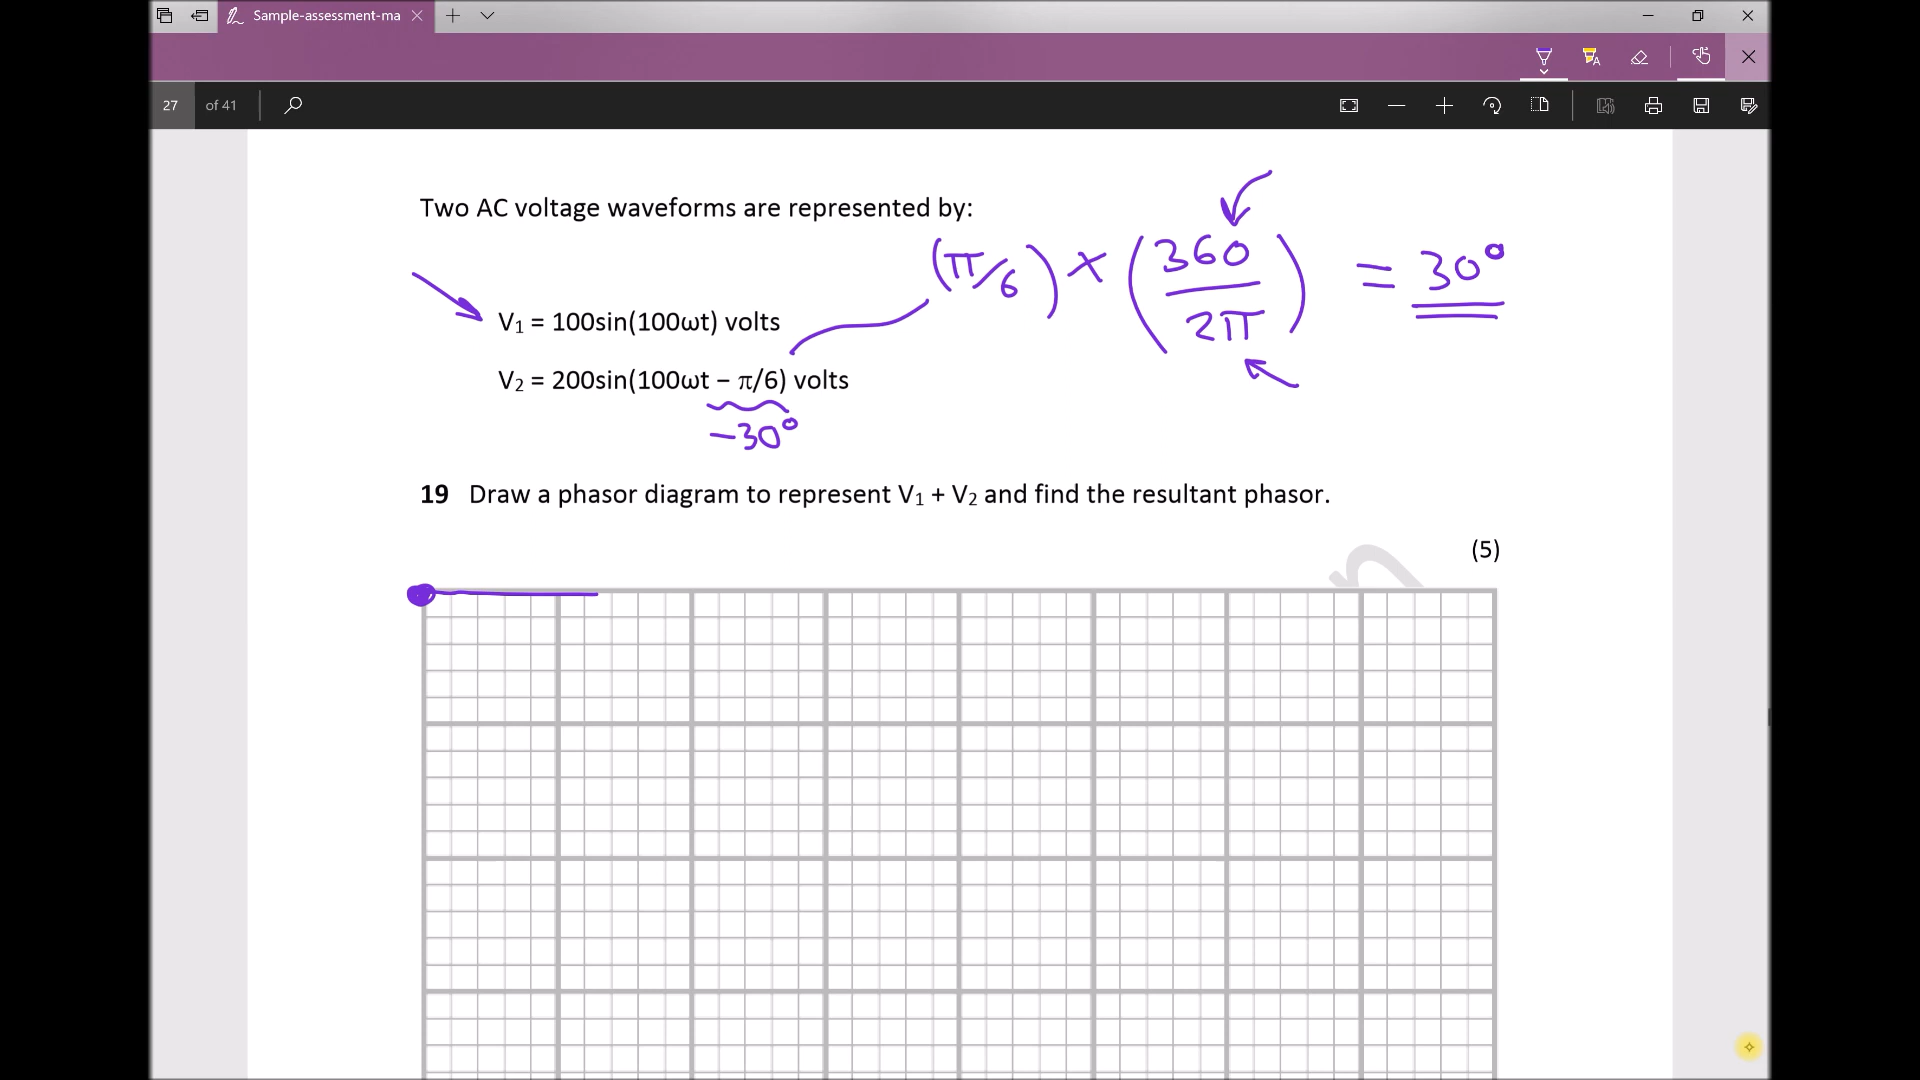 Sample-assessment-ma
27 of 41
Two AC voltage waveforms are represented by:
(π/6) × (360/2π) = 30°
V₁ = 100sin(100ωt) volts
V₂ = 200sin(100ωt − π/6) volts
−30°
19 Draw a phasor diagram to represent V₁ + V₂ and find the resultant phasor.
(5)
n